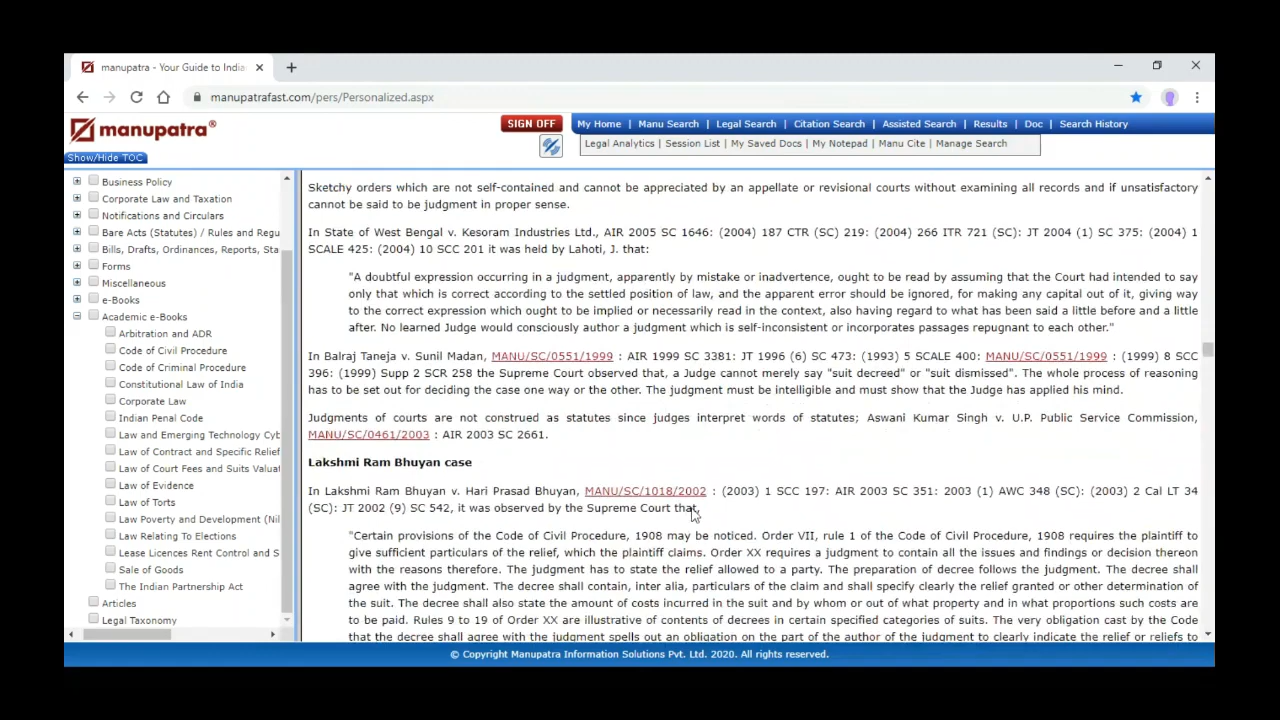 manupatra - Your Guide to India
manupatrafast.com/pers/Personalized.aspx
manupatra®
SIGN OFF
My Home | Manu Search | Legal Search | Citation Search | Assisted Search | Results | Doc | Search History
Legal Analytics | Session List | My Saved Docs | My Notepad | Manu Cite | Manage Search
Show/Hide TOC
Business Policy
Corporate Law and Taxation
Notifications and Circulars
Bare Acts (Statutes) / Rules and Regu
Bills, Drafts, Ordinances, Reports, Sta
Forms
Miscellaneous
e-Books
Academic e-Books
Arbitration and ADR
Code of Civil Procedure
Code of Criminal Procedure
Constitutional Law of India
Corporate Law
Indian Penal Code
Law and Emerging Technology Cyb
Law of Contract and Specific Relief
Law of Court Fees and Suits Valuat
Law of Evidence
Law of Torts
Law Poverty and Development (Nil
Law Relating To Elections
Lease Licences Rent Control and S
Sale of Goods
The Indian Partnership Act
Articles
Legal Taxonomy
Sketchy orders which are not self-contained and cannot be appreciated by an appellate or revisional courts without examining all records and if unsatisfactory
cannot be said to be judgment in proper sense.
In State of West Bengal v. Kesoram Industries Ltd., AIR 2005 SC 1646: (2004) 187 CTR (SC) 219: (2004) 266 ITR 721 (SC): JT 2004 (1) SC 375: (2004) 1
SCALE 425: (2004) 10 SCC 201 it was held by Lahoti, J. that:
"A doubtful expression occurring in a judgment, apparently by mistake or inadvertence, ought to be read by assuming that the Court had intended to say
only that which is correct according to the settled position of law, and the apparent error should be ignored, for making any capital out of it, giving way
to the correct expression which ought to be implied or necessarily read in the context, also having regard to what has been said a little before and a little
after. No learned Judge would consciously author a judgment which is self-inconsistent or incorporates passages repugnant to each other."
In Balraj Taneja v. Sunil Madan, MANU/SC/0551/1999 : AIR 1999 SC 3381: JT 1996 (6) SC 473: (1993) 5 SCALE 400: MANU/SC/0551/1999 : (1999) 8 SCC
396: (1999) Supp 2 SCR 258 the Supreme Court observed that, a Judge cannot merely say "suit decreed" or "suit dismissed". The whole process of reasoning
has to be set out for deciding the case one way or the other. The judgment must be intelligible and must show that the Judge has applied his mind.
Judgments of courts are not construed as statutes since judges interpret words of statutes; Aswani Kumar Singh v. U.P. Public Service Commission,
MANU/SC/0461/2003 : AIR 2003 SC 2661.
Lakshmi Ram Bhuyan case
In Lakshmi Ram Bhuyan v. Hari Prasad Bhuyan, MANU/SC/1018/2002 : (2003) 1 SCC 197: AIR 2003 SC 351: 2003 (1) AWC 348 (SC): (2003) 2 Cal LT 34
(SC): JT 2002 (9) SC 542, it was observed by the Supreme Court that,
"Certain provisions of the Code of Civil Procedure, 1908 may be noticed. Order VII, rule 1 of the Code of Civil Procedure, 1908 requires the plaintiff to
give sufficient particulars of the relief, which the plaintiff claims. Order XX requires a judgment to contain all the issues and findings or decision thereon
with the reasons therefore. The judgment has to state the relief allowed to a party. The preparation of decree follows the judgment. The decree shall
agree with the judgment. The decree shall contain, inter alia, particulars of the claim and shall specify clearly the relief granted or other determination of
the suit. The decree shall also state the amount of costs incurred in the suit and by whom or out of what property and in what proportions such costs are
to be paid. Rules 9 to 19 of Order XX are illustrative of contents of decrees in certain specified categories of suits. The very obligation cast by the Code
that the decree shall agree with the judgment spells out an obligation on the part of the author of the judgment to clearly indicate the relief or reliefs to
© Copyright Manupatra Information Solutions Pvt. Ltd. 2020. All rights reserved.